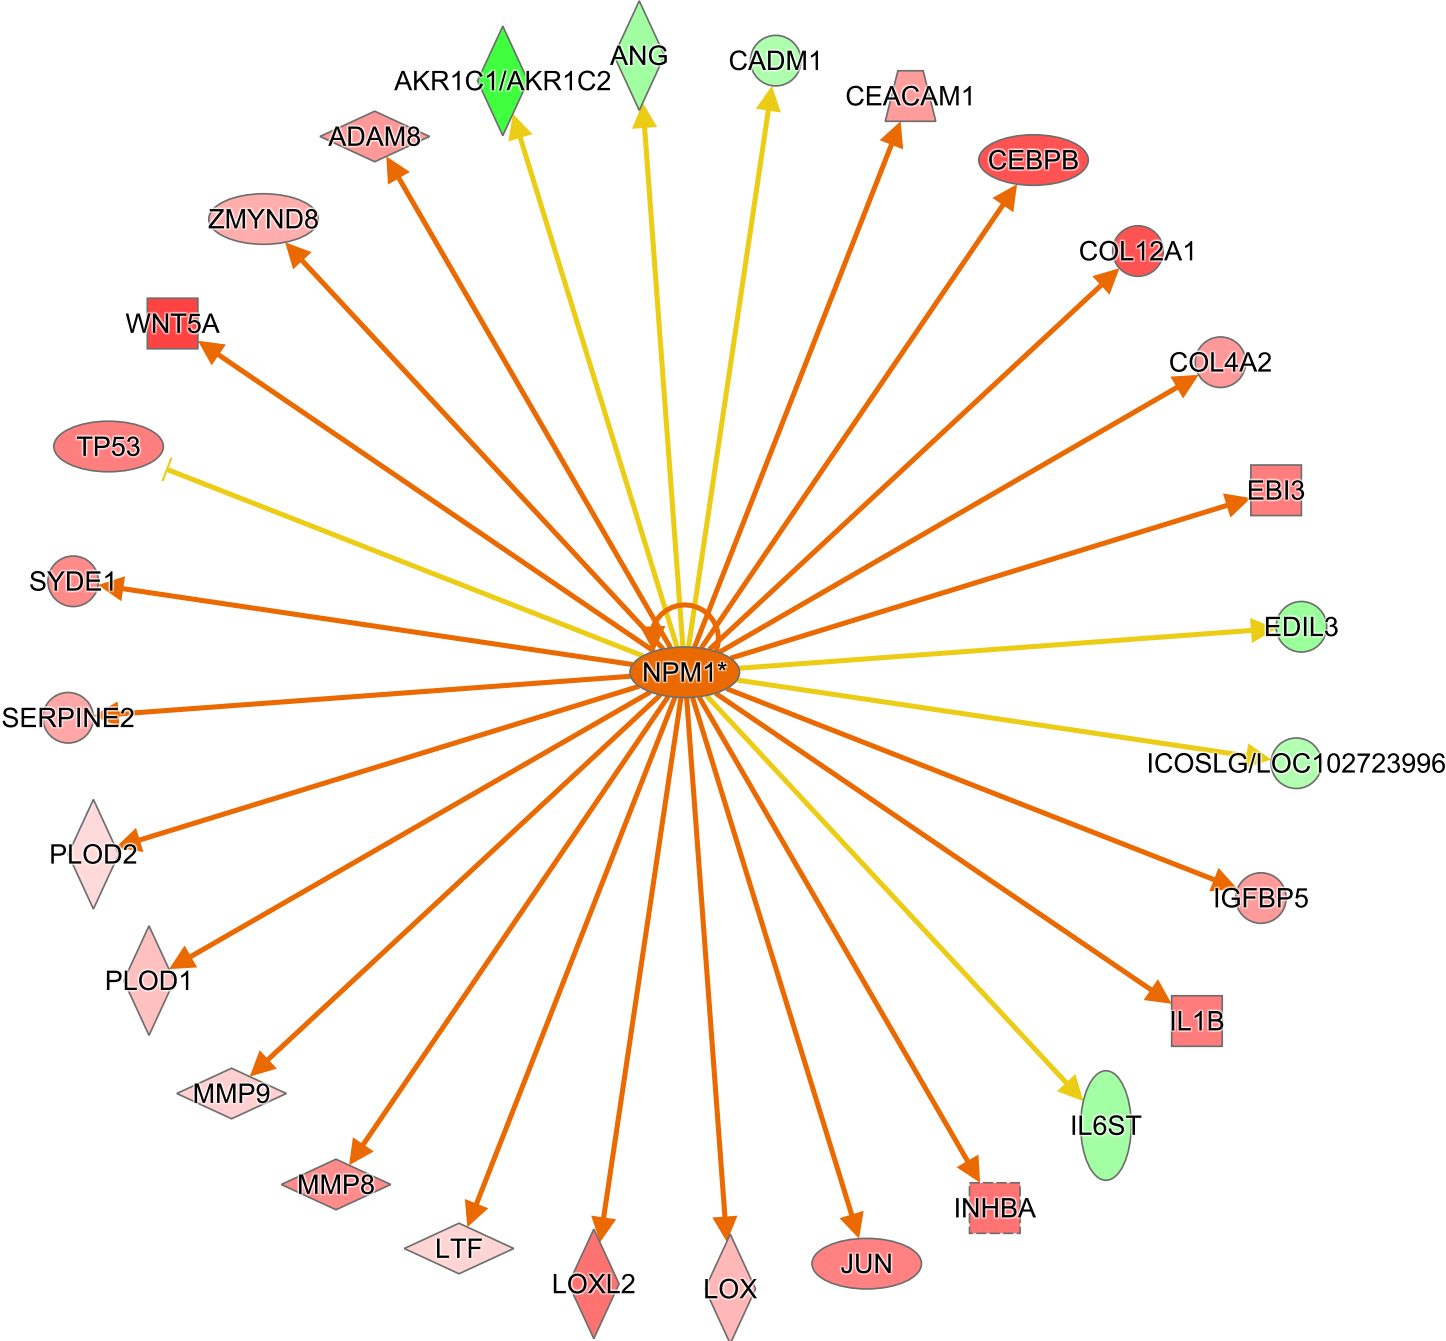 ANG
CADM1
AKR1C1/AKR1C2
CEACAM1
ADAM8
CEBPB
ZMYND8
COL12A1
WNT5A
COL4A2
TP53
EBI3
SYDE1
EDIL3
NPM1*
SERPINE2
ICOSLG/LOC102723996
PLOD2
IGFBP5
PLOD1
IL1B
MMP9
IL6ST
MMP8
INHBA
LTF
JUN
LOXL2
LOX